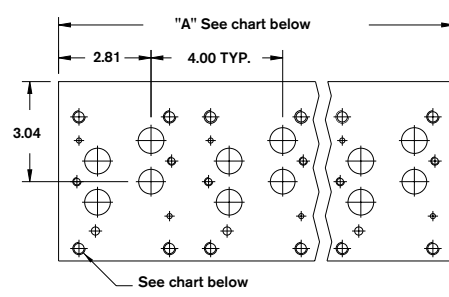 "A" See chart below
2.81
4.00 TYP.
3.04
See chart below